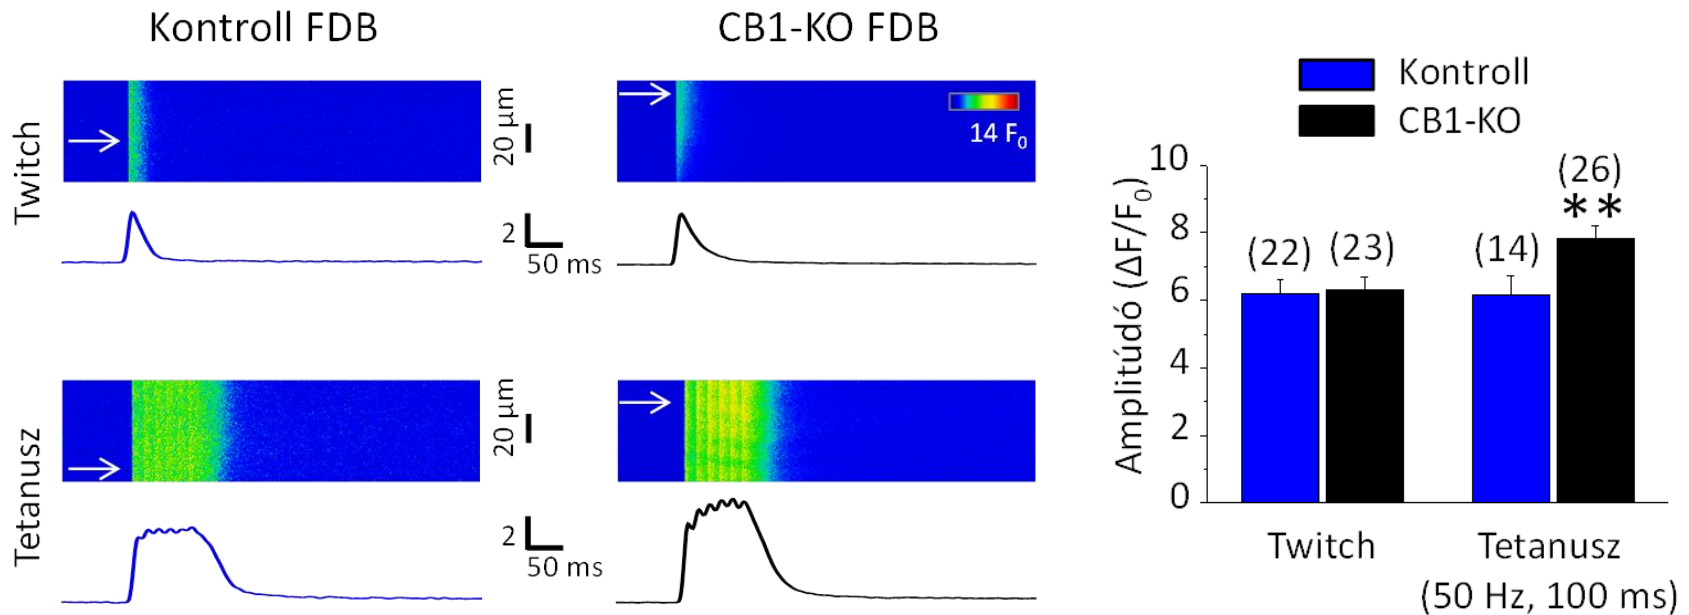 Kontroll FDB
CB1-KO FDB
Twitch
20 µm
14 F₀
2
50 ms
Tetanusz
20 µm
2
50 ms
Kontroll
CB1-KO
Amplitúdó (ΔF/F₀)
10
8
6
4
2
0
(22)
(23)
(14)
(26)
**
Twitch
Tetanusz
(50 Hz, 100 ms)